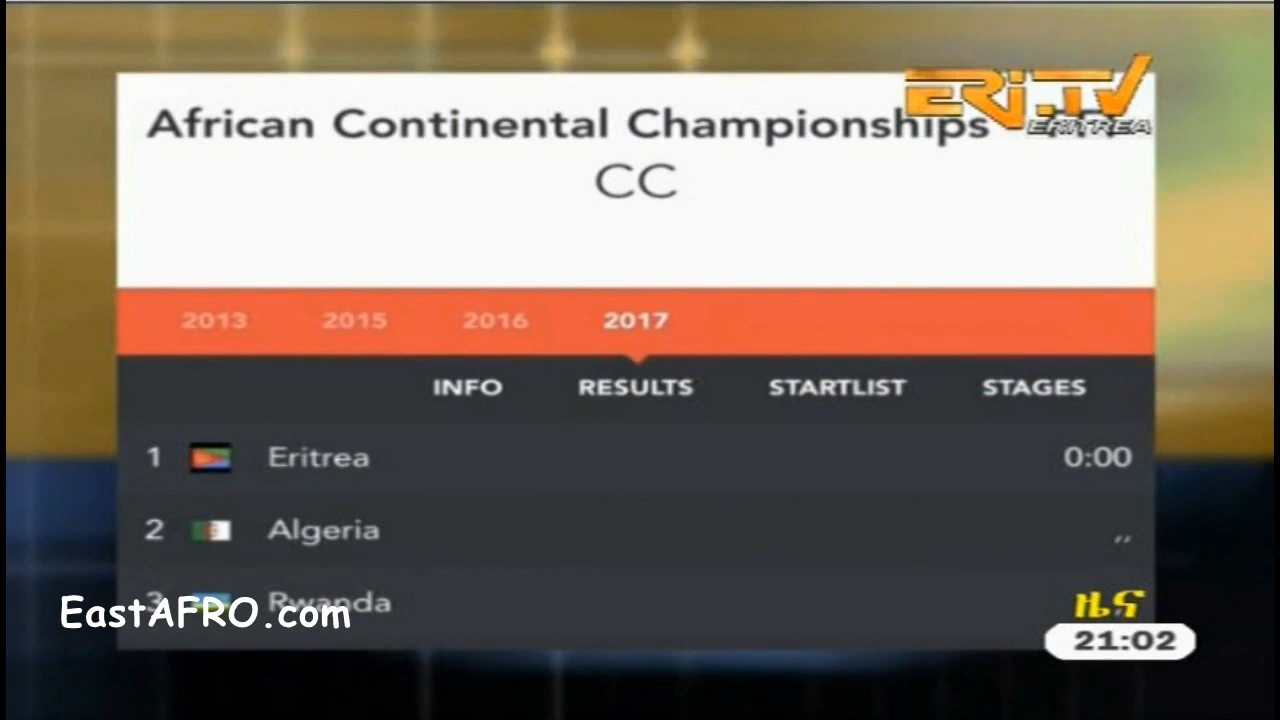 ERI.TV
ERITREA
African Continental Championships
CC
2013 2015 2016 2017
INFO RESULTS STARTLIST STAGES
1 Eritrea 0:00
2 Algeria ,,
3 Rwanda
EastAFRO.com
ዜና
21:02